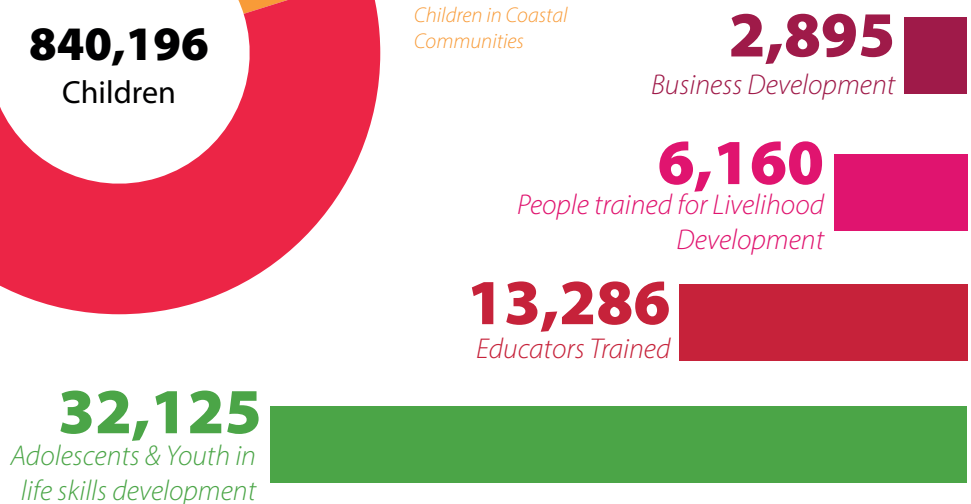 840,196
Children
Children in Coastal
Communities
2,895
Business Development
6,160
People trained for Livelihood
Development
13,286
Educators Trained
32,125
Adolescents & Youth in
life skills development